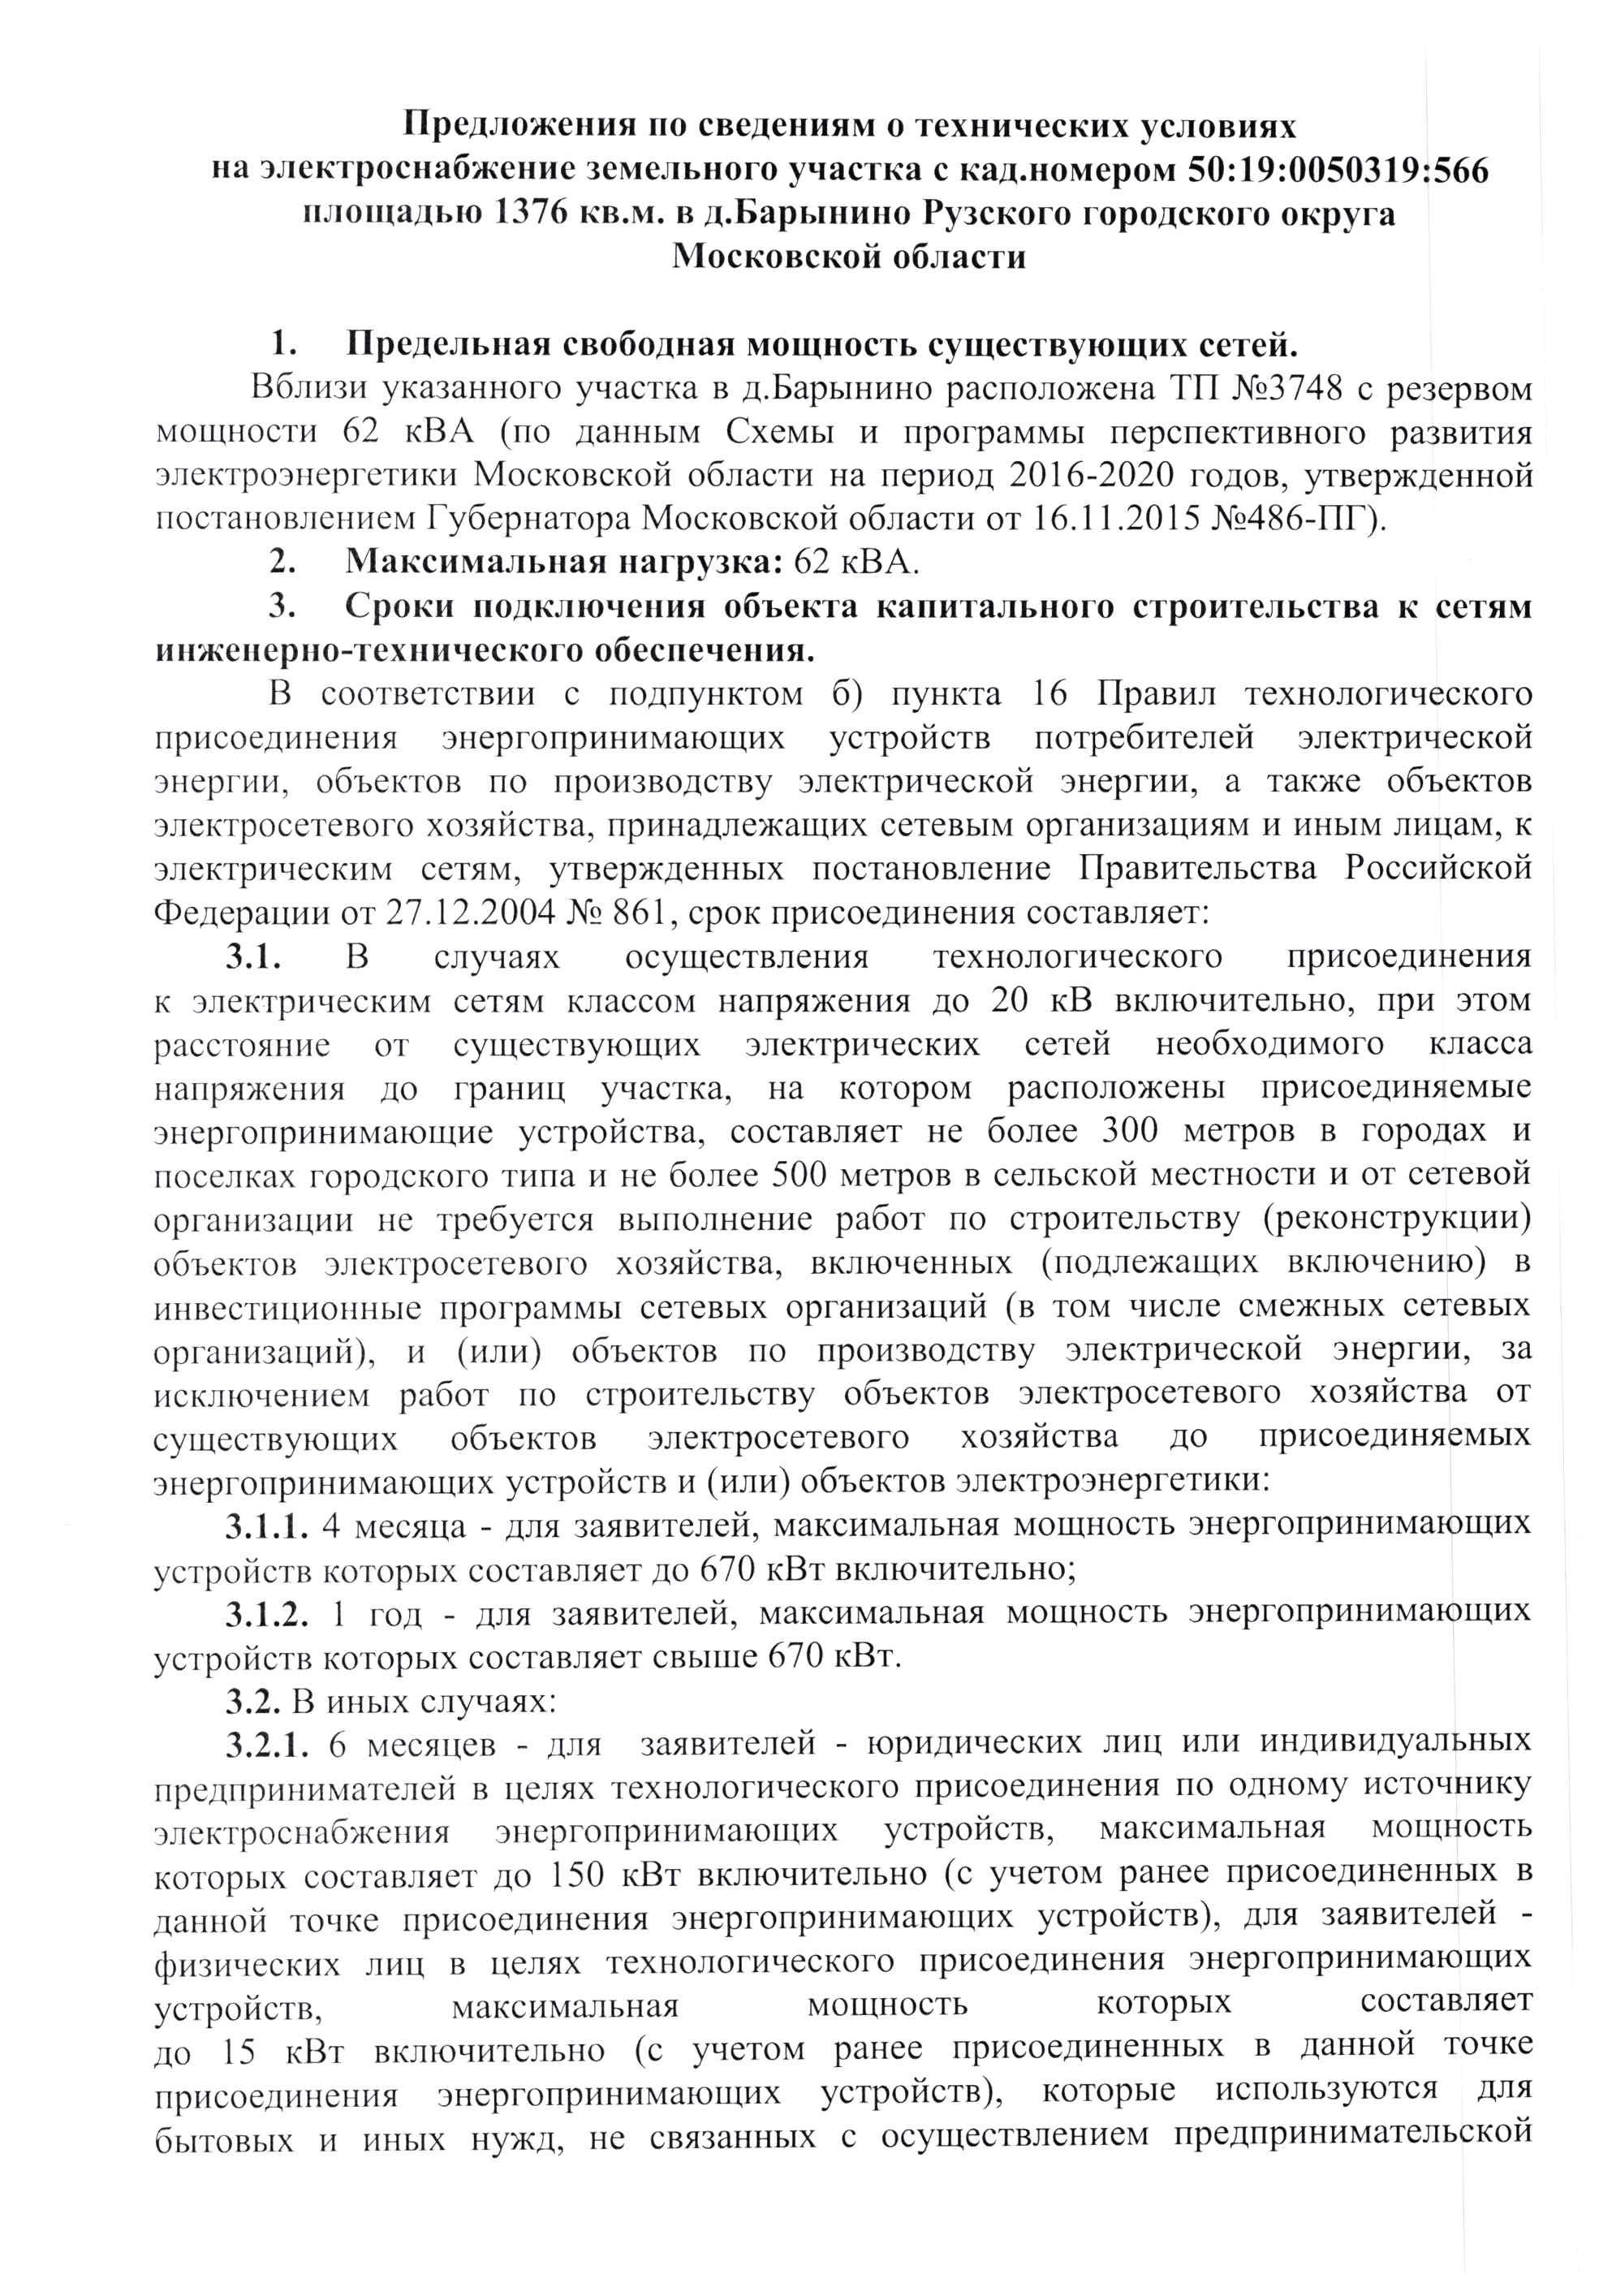 Предложения по сведениям о технических условиях
на электроснабжение земельного участка с кад.номером 50:19:0050319:566
площадью 1376 кв.м. в д.Барынино Рузского городского округа
Московской области
1. Предельная свободная мощность существующих сетей.
Вблизи указанного участка в д.Барынино расположена ТП №3748 с резервом
мощности 62 кВА (по данным Схемы и программы перспективного развития
электроэнергетики Московской области на период 2016-2020 годов, утвержденной
постановлением Губернатора Московской области от 16.11.2015 №486-ПГ).
2. Максимальная нагрузка: 62 кВА.
3. Сроки подключения объекта капитального строительства к сетям
инженерно-технического обеспечения.
В соответствии с подпунктом б) пункта 16 Правил технологического
присоединения энергопринимающих устройств потребителей электрической
энергии, объектов по производству электрической энергии, а также объектов
электросетевого хозяйства, принадлежащих сетевым организациям и иным лицам, к
электрическим сетям, утвержденных постановление Правительства Российской
Федерации от 27.12.2004 № 861, срок присоединения составляет:
3.1. В случаях осуществления технологического присоединения
к электрическим сетям классом напряжения до 20 кВ включительно, при этом
расстояние от существующих электрических сетей необходимого класса
напряжения до границ участка, на котором расположены присоединяемые
энергопринимающие устройства, составляет не более 300 метров в городах и
поселках городского типа и не более 500 метров в сельской местности и от сетевой
организации не требуется выполнение работ по строительству (реконструкции)
объектов электросетевого хозяйства, включенных (подлежащих включению) в
инвестиционные программы сетевых организаций (в том числе смежных сетевых
организаций), и (или) объектов по производству электрической энергии, за
исключением работ по строительству объектов электросетевого хозяйства от
существующих объектов электросетевого хозяйства до присоединяемых
энергопринимающих устройств и (или) объектов электроэнергетики:
3.1.1. 4 месяца - для заявителей, максимальная мощность энергопринимающих
устройств которых составляет до 670 кВт включительно;
3.1.2. 1 год - для заявителей, максимальная мощность энергопринимающих
устройств которых составляет свыше 670 кВт.
3.2. В иных случаях:
3.2.1. 6 месяцев - для заявителей - юридических лиц или индивидуальных
предпринимателей в целях технологического присоединения по одному источнику
электроснабжения энергопринимающих устройств, максимальная мощность
которых составляет до 150 кВт включительно (с учетом ранее присоединенных в
данной точке присоединения энергопринимающих устройств), для заявителей -
физических лиц в целях технологического присоединения энергопринимающих
устройств, максимальная мощность которых составляет
до 15 кВт включительно (с учетом ранее присоединенных в данной точке
присоединения энергопринимающих устройств), которые используются для
бытовых и иных нужд, не связанных с осуществлением предпринимательской